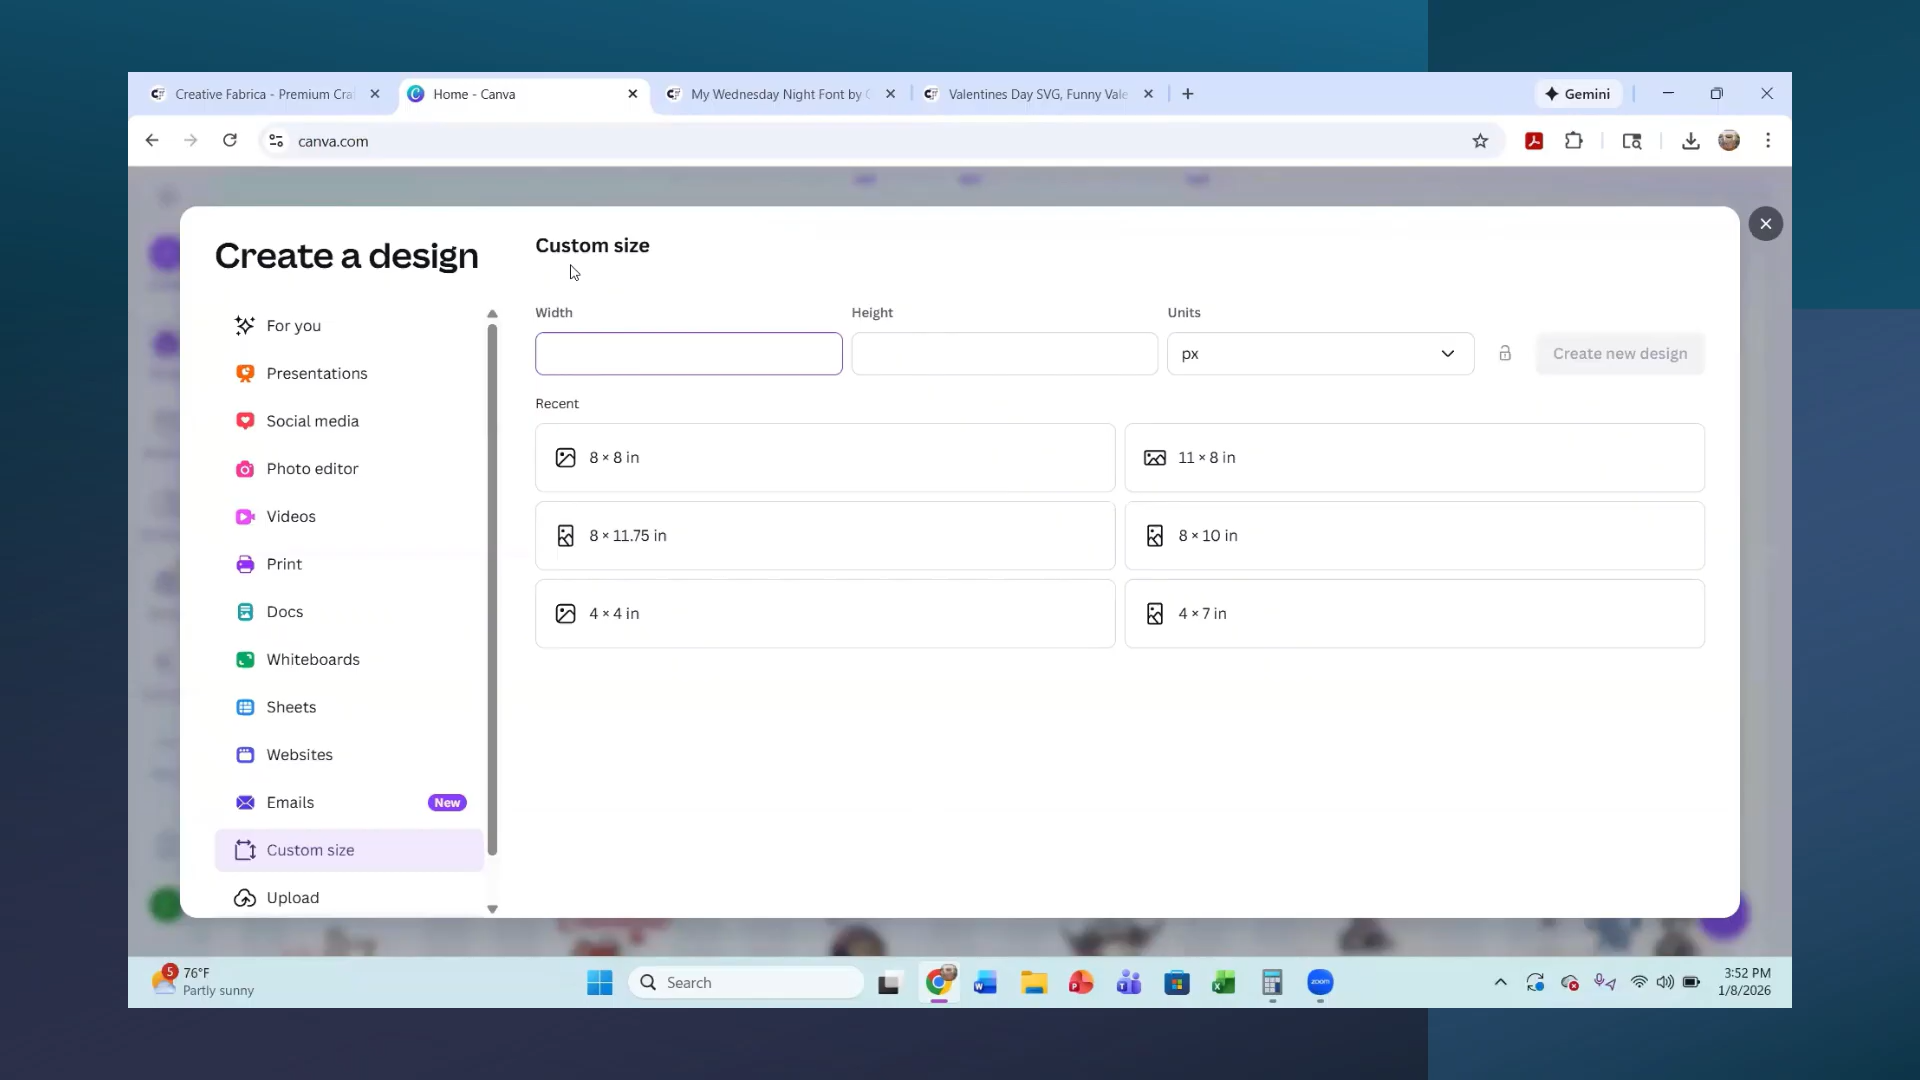 Creative Fabrica - Premium Cra
Home - Canva
My Wednesday Night Font by C
Valentines Day SVG, Funny Vale
Gemini
canva.com
Create a design
For you
Presentations
Social media
Photo editor
Videos
Print
Docs
Whiteboards
Sheets
Websites
Emails New
Custom size
Upload
Custom size
Width Height Units
px Create new design
Recent
8 × 8 in
11 × 8 in
8 × 11.75 in
8 × 10 in
4 × 4 in
4 × 7 in
5
76°F
Partly sunny
Search
zoom
3:52 PM
1/8/2026